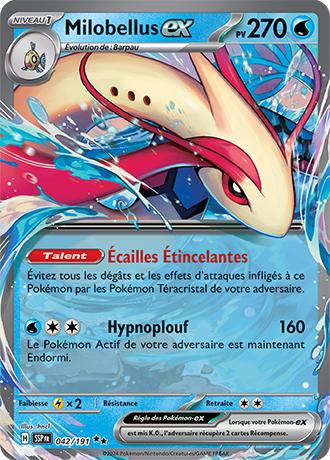 NIVEAU 1
Milobellus ex
PV 270
Évolution de : Barpau
Talent Écailles Étincelantes
Évitez tous les dégâts et les effets d'attaques infligés à ce
Pokémon par les Pokémon Téracristal de votre adversaire.
Hypnoplouf 160
Le Pokémon Actif de votre adversaire est maintenant
Endormi.
Faiblesse ×2 Résistance Retraite
Illus. hncl
H SSP FR 042/191
Règle des Pokémon-ex
Lorsque votre Pokémon-ex
est mis K.O., l'adversaire récupère 2 cartes Récompense.
©2024 Pokémon/Nintendo/Creatures/GAME FREAK